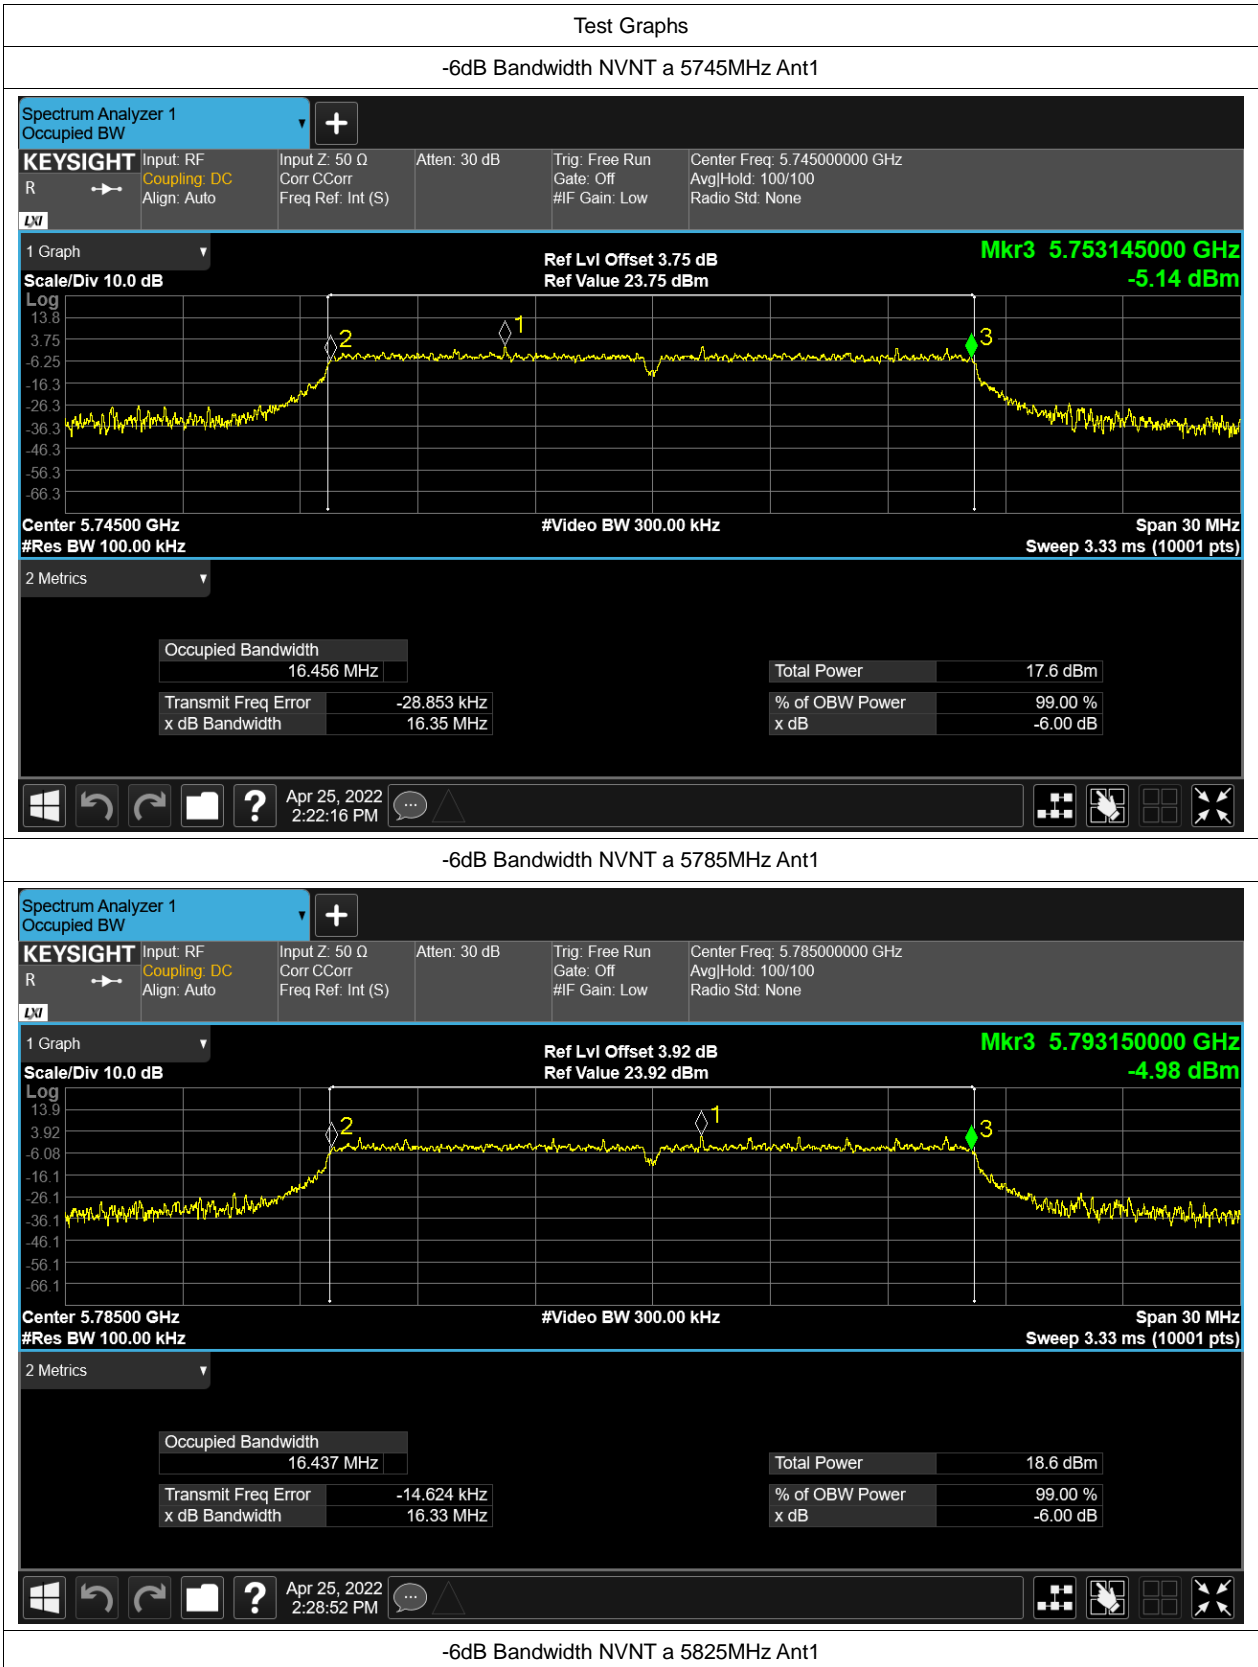 Test Graphs
-6dB Bandwidth NVNT a 5745MHz Ant1
Spectrum Analyzer 1
Occupied BW
KEYSIGHT Input: RF Input Z: 50 Ω Atten: 30 dB Trig: Free Run Center Freq: 5.745000000 GHz
R Coupling: DC Corr CCorr Gate: Off Avg|Hold: 100/100
Align: Auto Freq Ref: Int (S) #IF Gain: Low Radio Std: None
LXI
1 Graph Ref Lvl Offset 3.75 dB Mkr3 5.753145000 GHz
Scale/Div 10.0 dB Ref Value 23.75 dBm -5.14 dBm
Log
13.8
3.75
-6.25
-16.3
-26.3
-36.3
-46.3
-56.3
-66.3
2 1 3
Center 5.74500 GHz #Video BW 300.00 kHz Span 30 MHz
#Res BW 100.00 kHz Sweep 3.33 ms (10001 pts)
2 Metrics
Occupied Bandwidth
16.456 MHz Total Power 17.6 dBm
Transmit Freq Error -28.853 kHz % of OBW Power 99.00 %
x dB Bandwidth 16.35 MHz x dB -6.00 dB
? Apr 25, 2022
2:22:16 PM
-6dB Bandwidth NVNT a 5785MHz Ant1
Spectrum Analyzer 1
Occupied BW
KEYSIGHT Input: RF Input Z: 50 Ω Atten: 30 dB Trig: Free Run Center Freq: 5.785000000 GHz
R Coupling: DC Corr CCorr Gate: Off Avg|Hold: 100/100
Align: Auto Freq Ref: Int (S) #IF Gain: Low Radio Std: None
LXI
1 Graph Ref Lvl Offset 3.92 dB Mkr3 5.793150000 GHz
Scale/Div 10.0 dB Ref Value 23.92 dBm -4.98 dBm
Log
13.9
3.92
-6.08
-16.1
-26.1
-36.1
-46.1
-56.1
-66.1
2 1 3
Center 5.78500 GHz #Video BW 300.00 kHz Span 30 MHz
#Res BW 100.00 kHz Sweep 3.33 ms (10001 pts)
2 Metrics
Occupied Bandwidth
16.437 MHz Total Power 18.6 dBm
Transmit Freq Error -14.624 kHz % of OBW Power 99.00 %
x dB Bandwidth 16.33 MHz x dB -6.00 dB
? Apr 25, 2022
2:28:52 PM
-6dB Bandwidth NVNT a 5825MHz Ant1